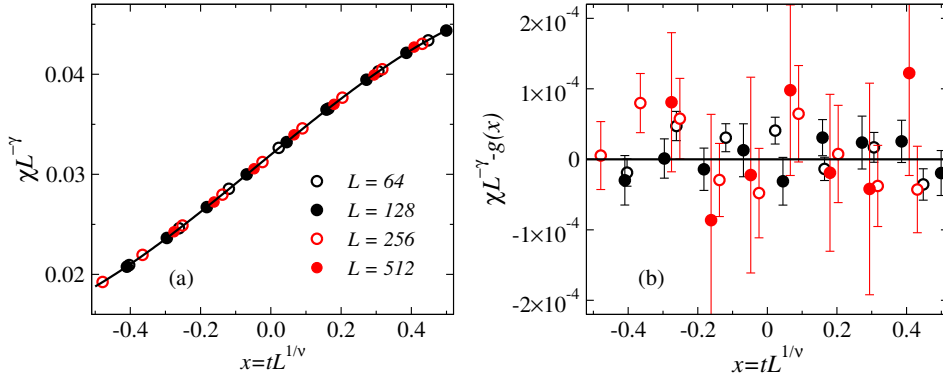 χL⁻ᵞ
0.04
0.03
0.02
-0.4
-0.2
0.0
0.2
0.4
x=tL^{1/ν}
(a)
L = 64
L = 128
L = 256
L = 512
χL⁻ᵞ-g(x)
2×10⁻⁴
1×10⁻⁴
0
-1×10⁻⁴
-2×10⁻⁴
-0.4
-0.2
0
0.2
0.4
x=tL^{1/ν}
(b)